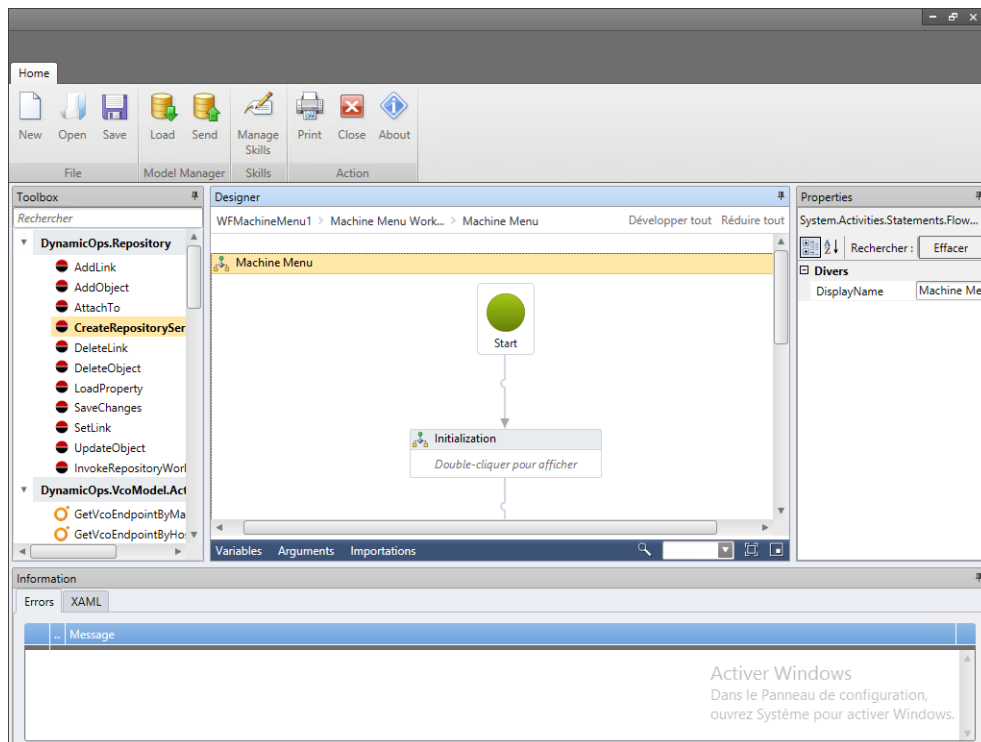 Home
New Open Save Load Send Manage Skills Print Close About
File Model Manager Skills Action
Toolbox
Rechercher
DynamicOps.Repository
AddLink
AddObject
AttachTo
CreateRepositorySer
DeleteLink
DeleteObject
LoadProperty
SaveChanges
SetLink
UpdateObject
InvokeRepositoryWorl
DynamicOps.VcoModel.Act
GetVcoEndpointByMa
GetVcoEndpointByHo
Designer
WFMachineMenu1 > Machine Menu Work... > Machine Menu Développer tout Réduire tout
Machine Menu
Start
Initialization
Double-cliquer pour afficher
Variables Arguments Importations
Properties
System.Activities.Statements.Flow...
Rechercher : Effacer
Divers
DisplayName Machine Me
Information
Errors XAML
.. Message
Activer Windows
Dans le Panneau de configuration,
ouvrez Système pour activer Windows.